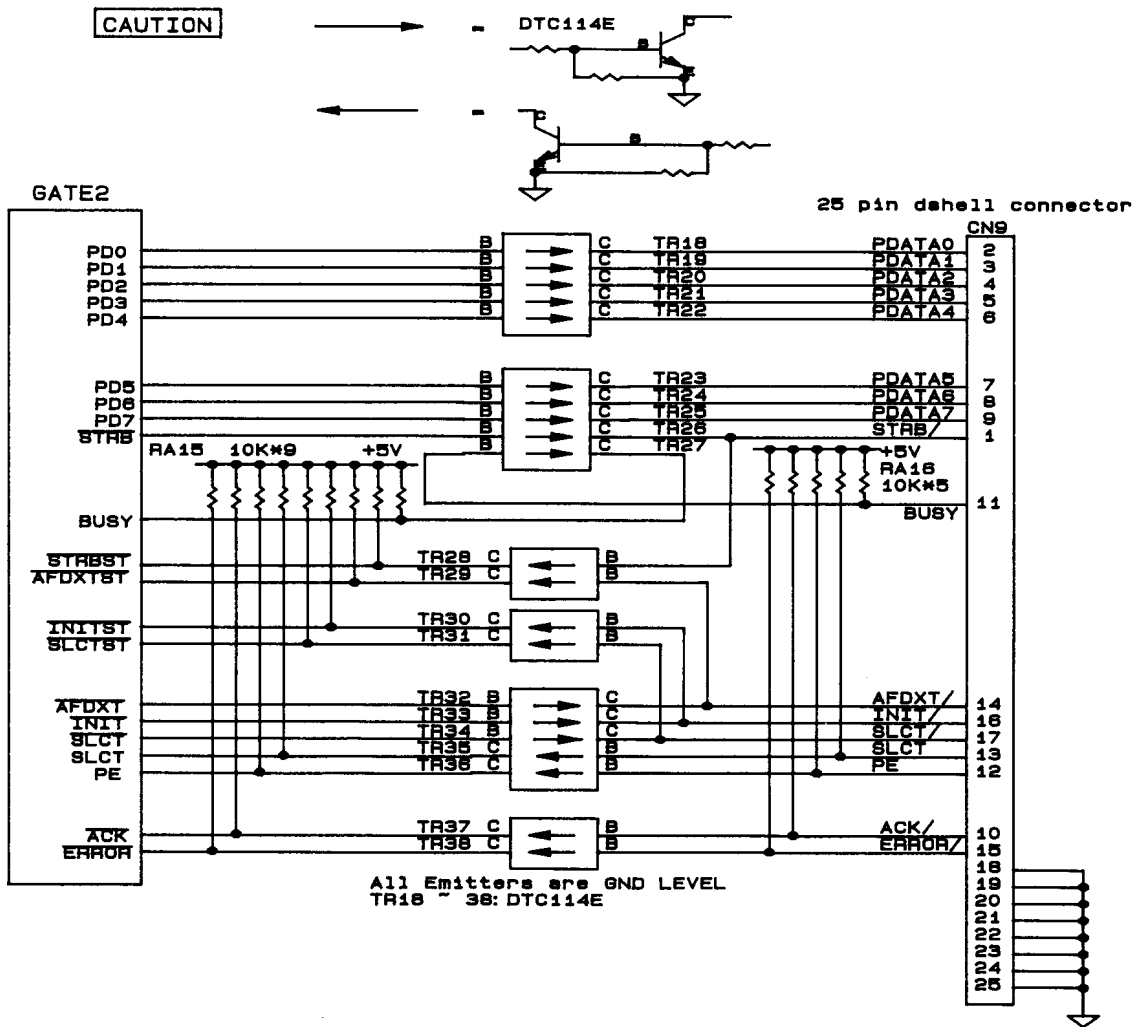 CAUTION
= DTC114E
C
B
E
=
C
B
E
GATE2
25 pin dshell connector
CN9
PD0 B C TR18 PDATA0 2
PD1 B C TR19 PDATA1 3
PD2 B C TR20 PDATA2 4
PD3 B C TR21 PDATA3 5
PD4 B C TR22 PDATA4 6
PD5 B C TR23 PDATA5 7
PD6 B C TR24 PDATA6 8
PD7 B C TR25 PDATA7 9
STRB B C TR26 STRB/ 1
B C TR27
RA15 10K*9 +5V
+5V
RA16
10K*5
BUSY
BUSY 11
STRBST TR28 C B
AFDXTST TR29 C B
INITST TR30 C B
SLCTST TR31 C B
AFDXT TR32 B C AFDXT/ 14
INIT TR33 B C INIT/ 16
SLCT TR34 B C SLCT/ 17
SLCT TR35 C B SLCT 13
PE TR36 C B PE 12
ACK TR37 C B ACK/ 10
ERROR TR38 C B ERROR/ 15
18
19
20
21
22
23
24
25
All Emitters are GND LEVEL
TR18 ~ 38: DTC114E